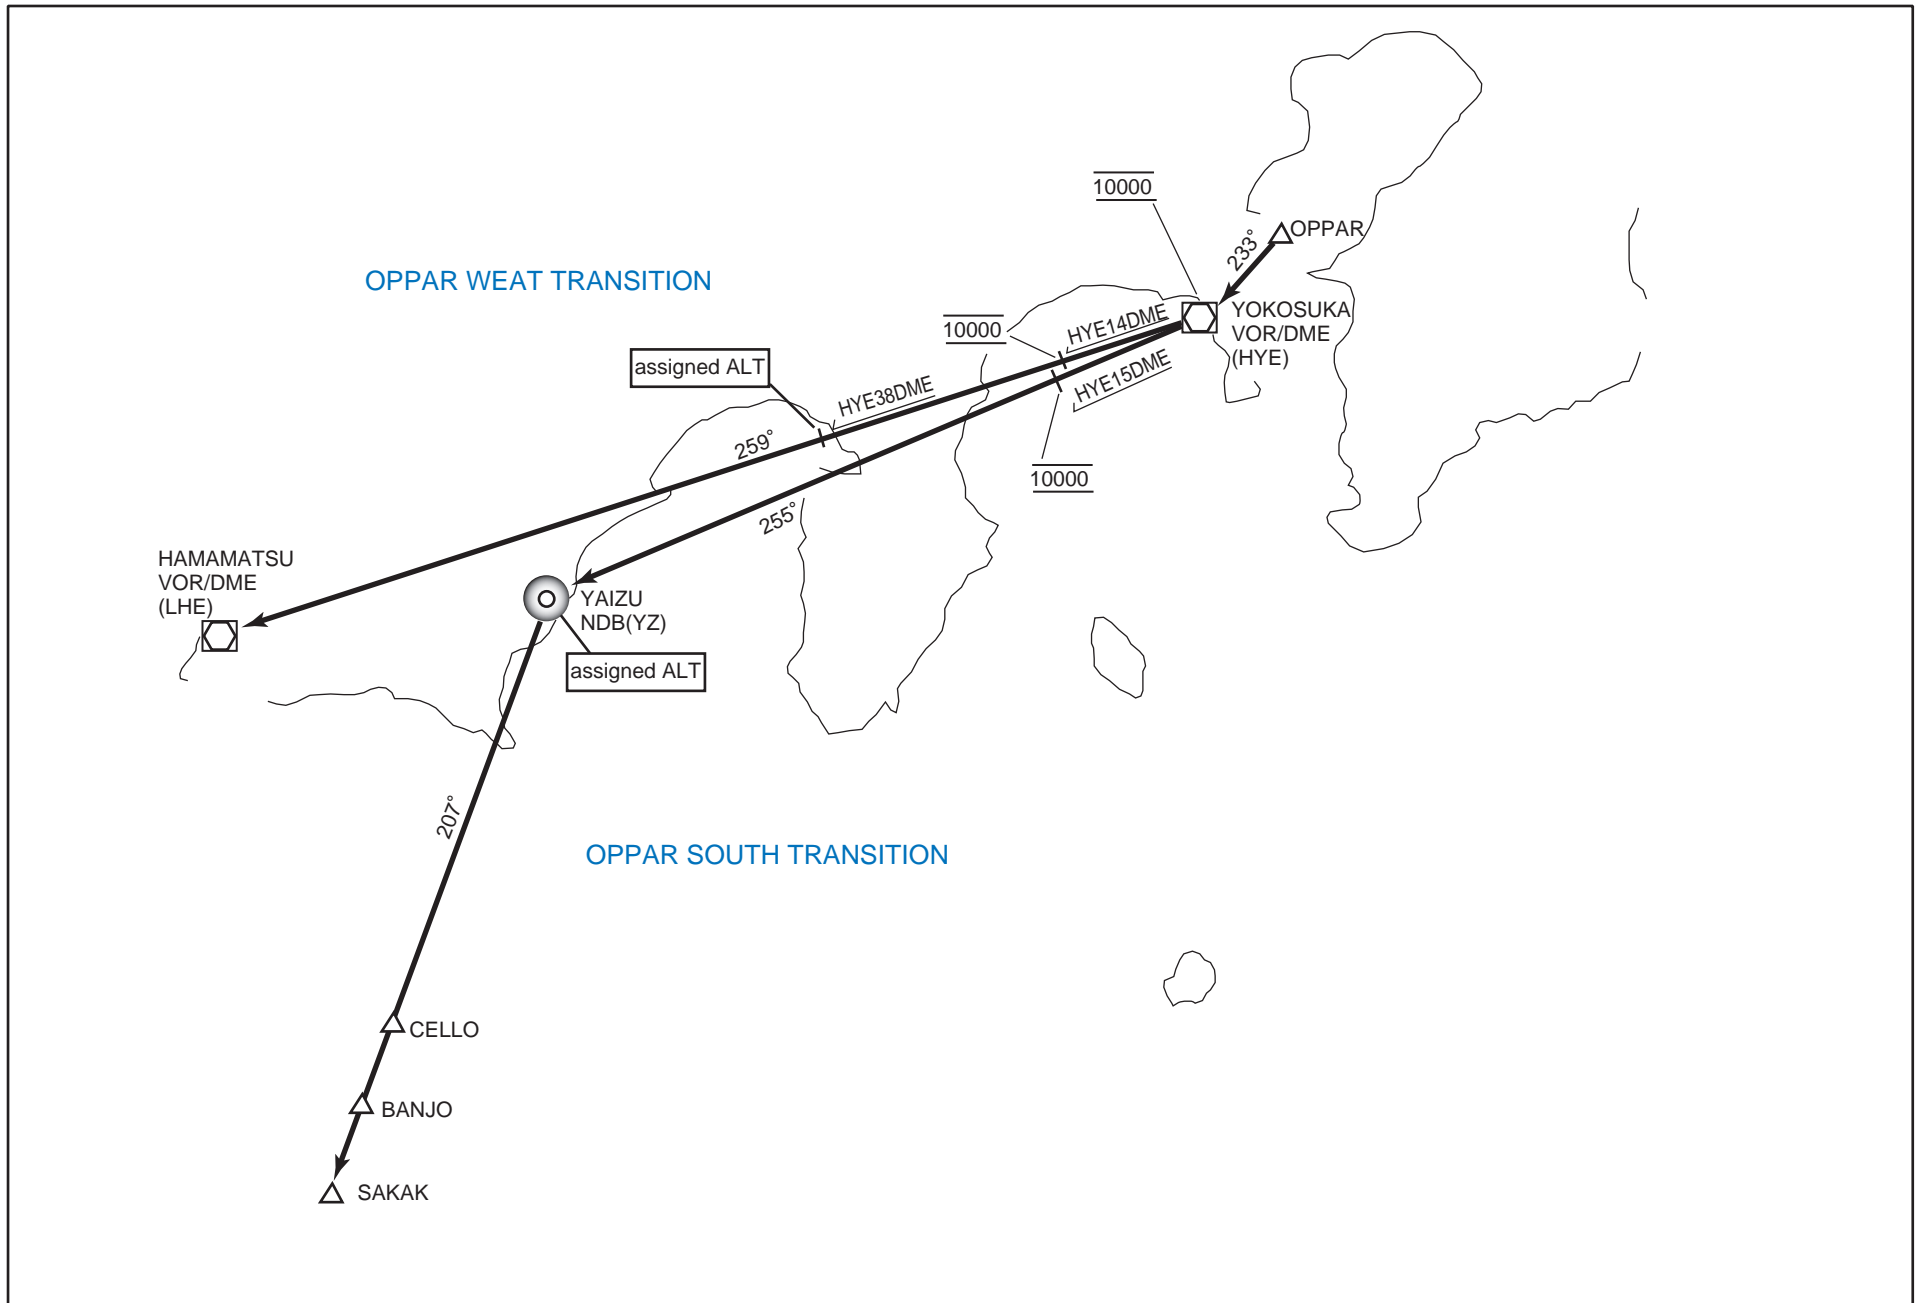 10000
OPPAR
233°
OPPAR WEAT TRANSITION
YOKOSUKA
VOR/DME
(HYE)
10000
HYE14DME
assigned ALT
HYE15DME
HYE38DME
259°
10000
255°
HAMAMATSU
VOR/DME
(LHE)
YAIZU
NDB(YZ)
assigned ALT
207°
OPPAR SOUTH TRANSITION
CELLO
BANJO
SAKAK